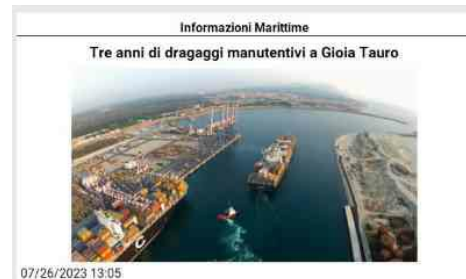 Informazioni Marittime
Tre anni di dragaggi manutentivi a Gioia Tauro
07/26/2023 13:05